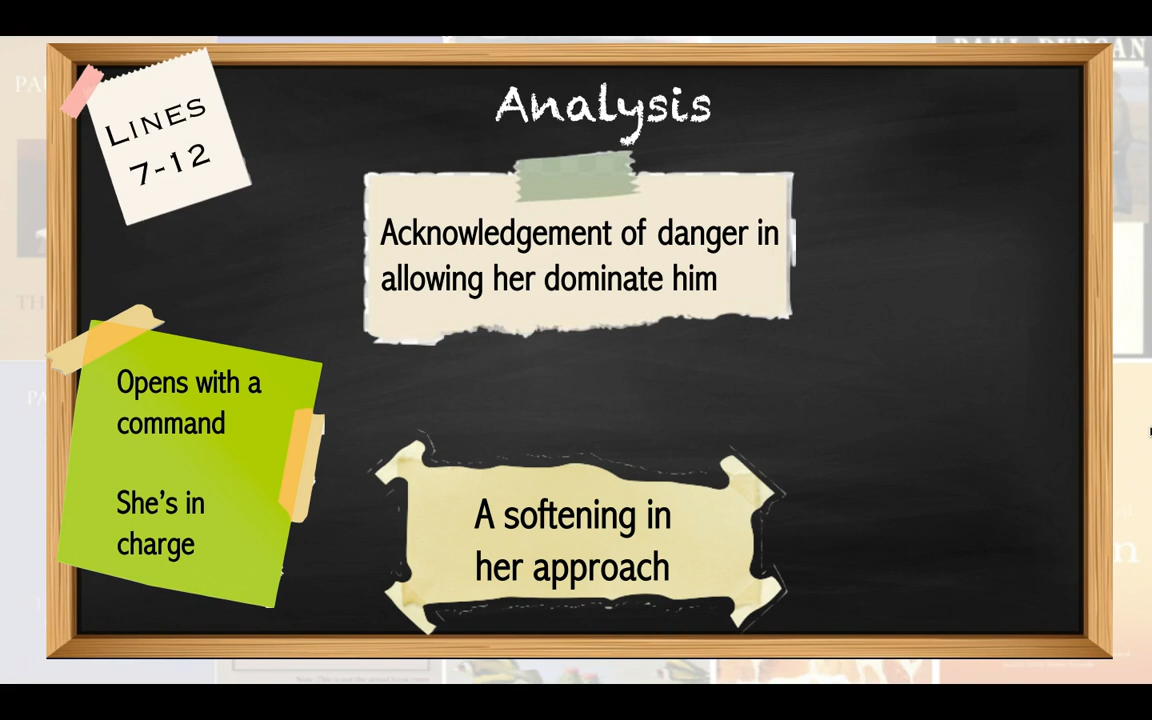 Lines
7-12
Analysis
Acknowledgement of danger in
allowing her dominate him
Opens with a
command
She's in
charge
A softening in
her approach